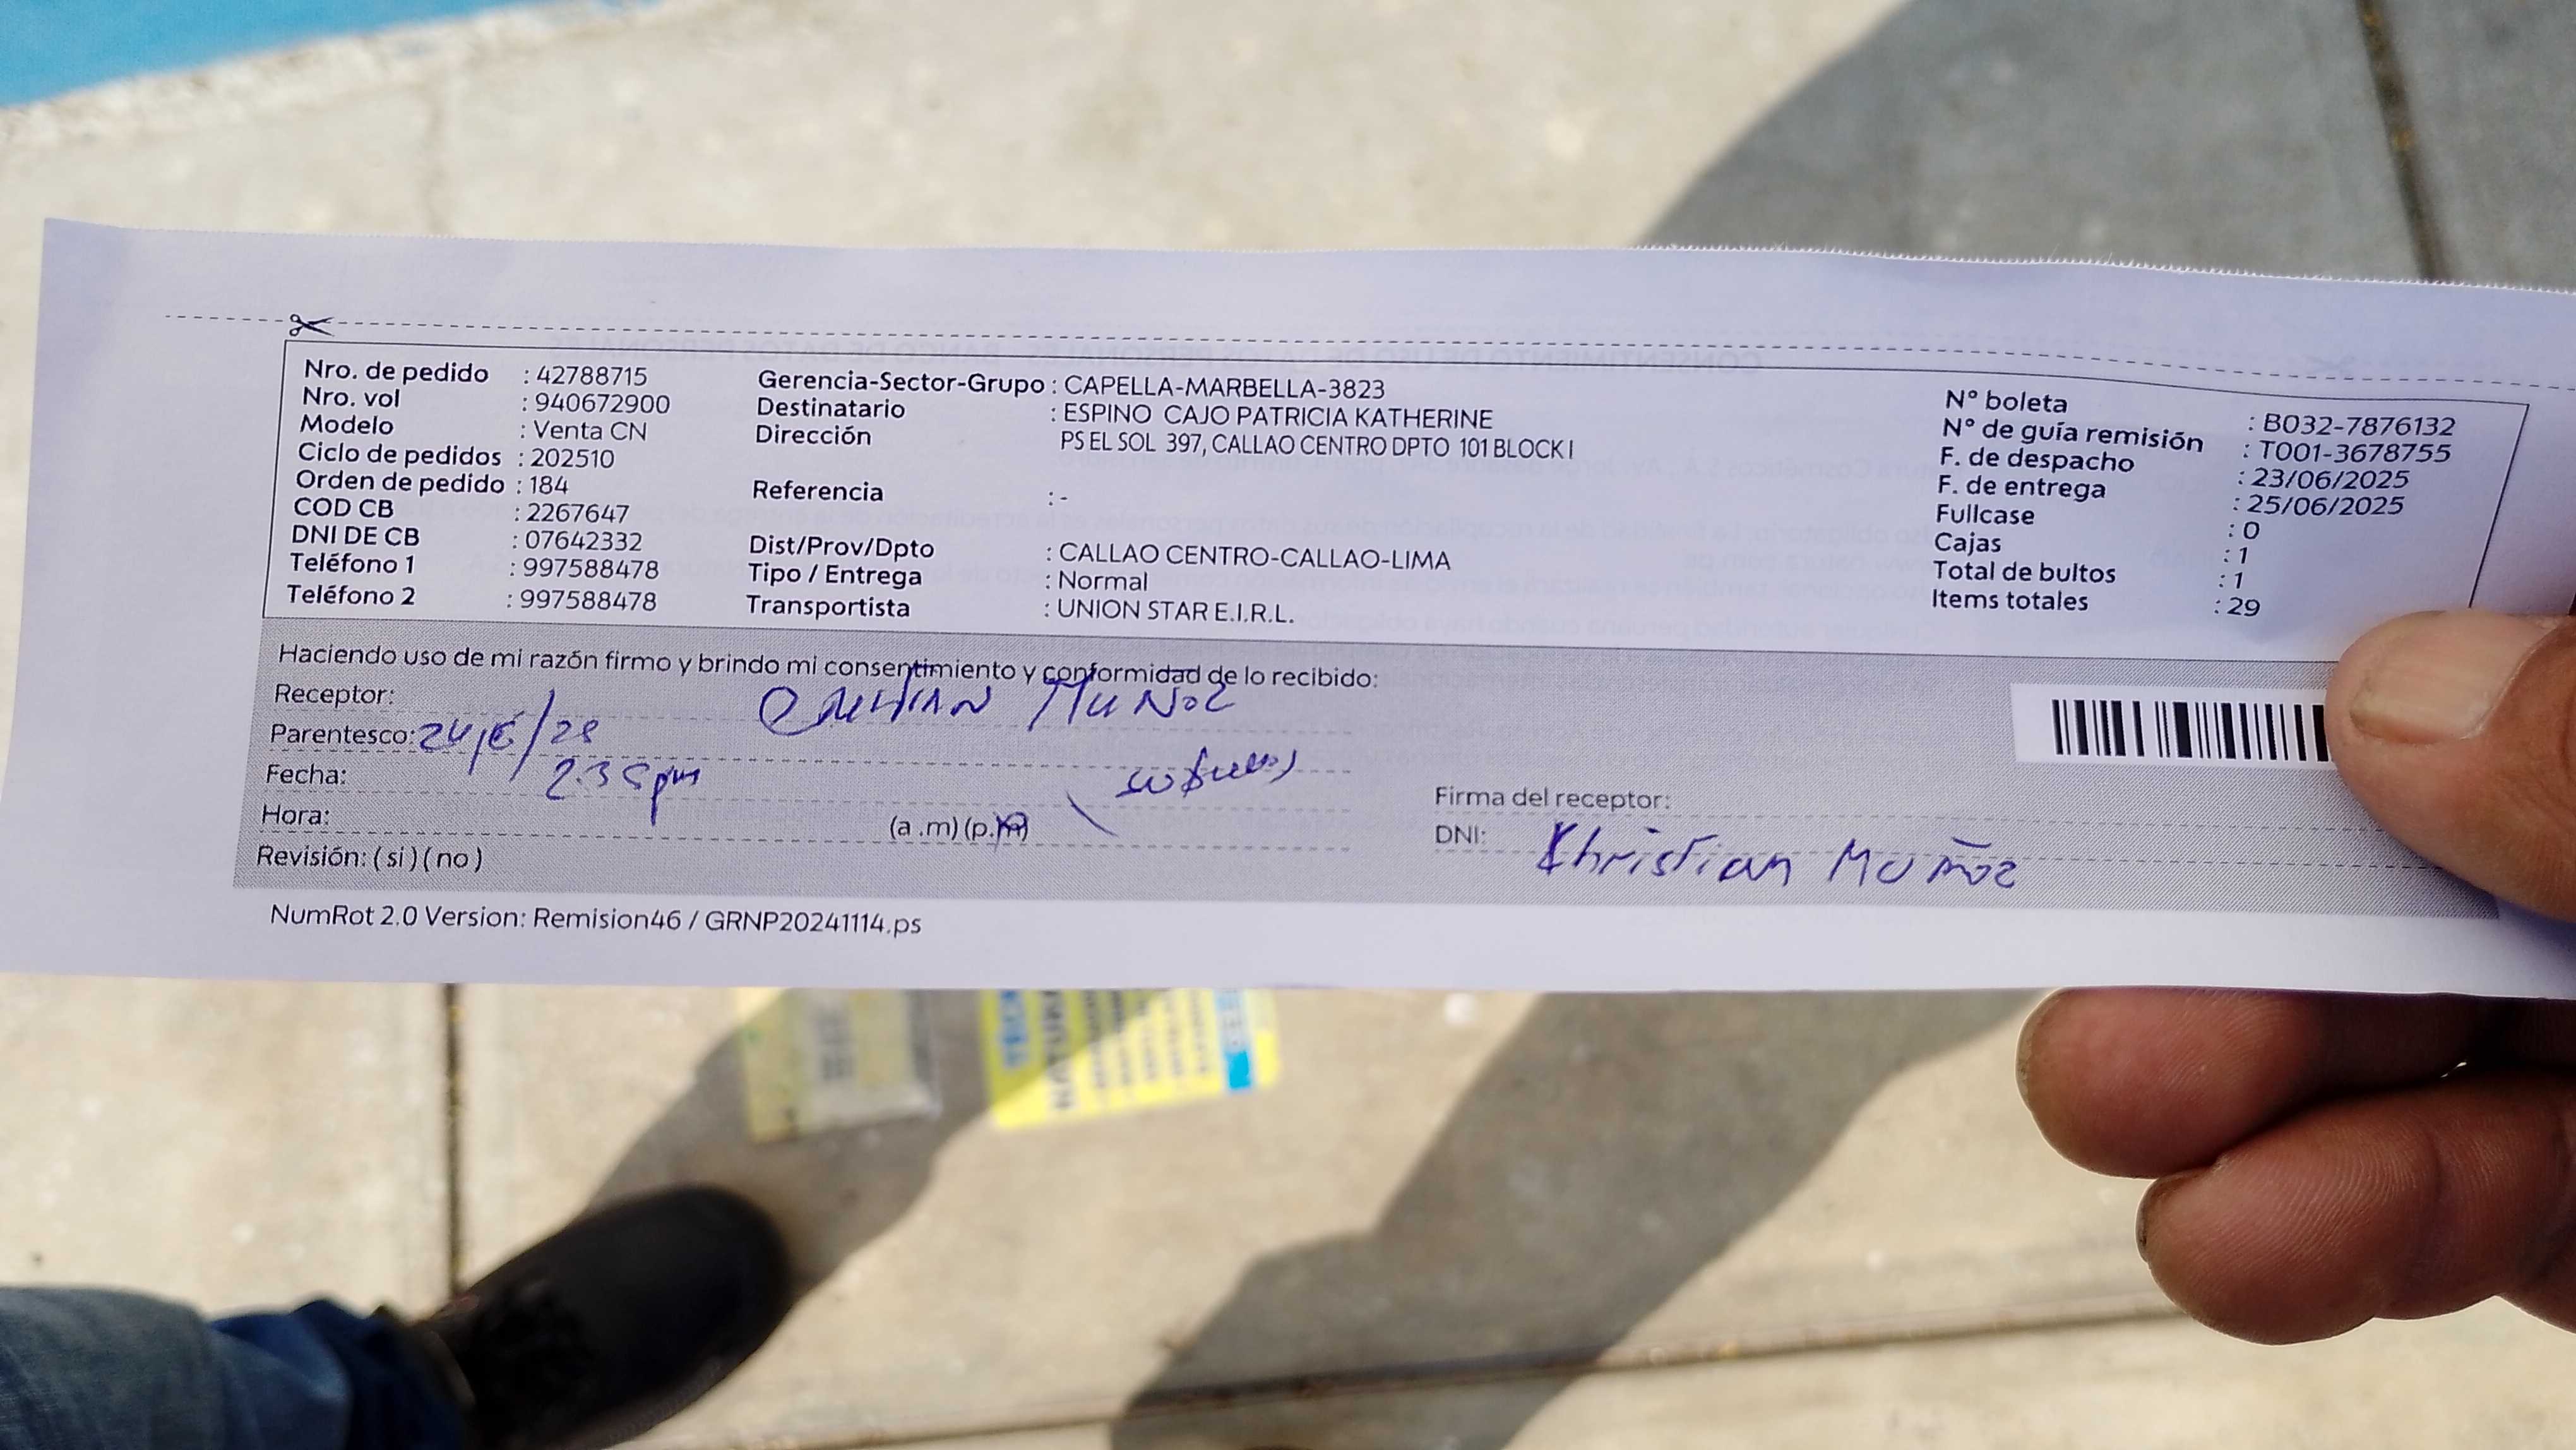 Nro. de pedido : 42788715
Nro. vol : 940672900
Modelo : Venta CN
Ciclo de pedidos : 202510
Orden de pedido : 184
COD CB : 2267647
DNI DE CB : 07642332
Teléfono 1 : 997588478
Teléfono 2 : 997588478
Gerencia-Sector-Grupo : CAPELLA-MARBELLA-3823
Destinatario : ESPINO CAJO PATRICIA KATHERINE
Dirección PS EL SOL 397, CALLAO CENTRO DPTO 101 BLOCK I
Referencia : -
Dist/Prov/Dpto : CALLAO CENTRO-CALLAO-LIMA
Tipo / Entrega : Normal
Transportista : UNION STAR E.I.R.L.
N° boleta : B032-7876132
N° de guía remisión : T001-3678755
F. de despacho : 23/06/2025
F. de entrega : 25/06/2025
Fullcase : 0
Cajas : 1
Total de bultos : 1
Items totales : 29
Haciendo uso de mi razón firmo y brindo mi consentimiento y conformidad de lo recibido:
Receptor: MUÑOZ
Parentesco:
Fecha: 2.35pm
Hora: (a .m) (p.m)
Revisión: ( si ) ( no )
Firma del receptor:
DNI: Christian Muñoz
NumRot 2.0 Version: Remision46 / GRNP20241114.ps